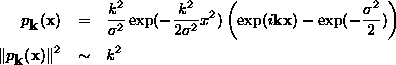 p_𝐤(𝐱) = k²/σ² exp(−k²/2σ² x²) (exp(i𝐤𝐱) − exp(−σ²/2))
‖p_𝐤(𝐱)‖² ∼ k²